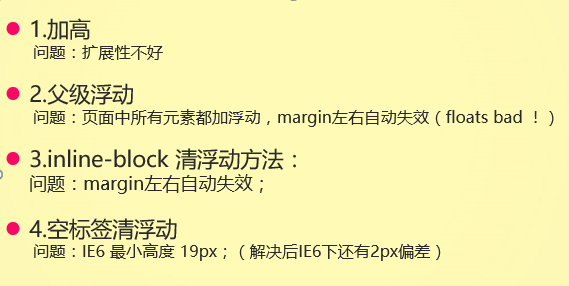 1.加高
问题：扩展性不好
2.父级浮动
问题：页面中所有元素都加浮动，margin左右自动失效（floats bad ！）
3.inline-block 清浮动方法：
问题：margin左右自动失效；
4.空标签清浮动
问题：IE6 最小高度 19px；（解决后IE6下还有2px偏差）